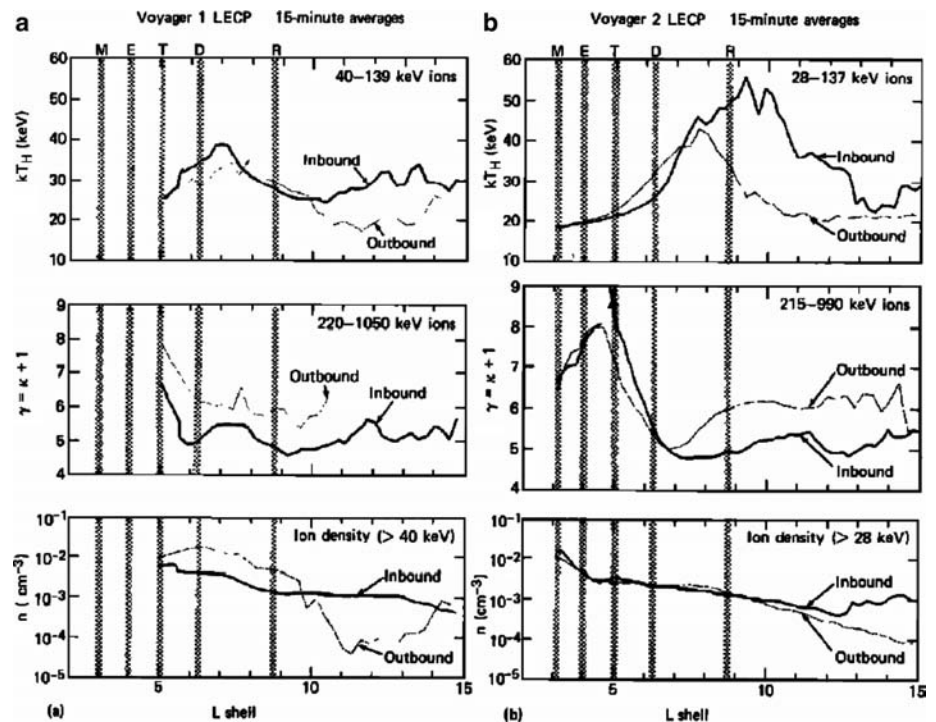 a Voyager 1 LECP 15-minute averages
M E T D R
60
50
40
30
20
10
kT_H (keV)
40–139 keV ions
Inbound
Outbound
9
8
7
6
5
4
γ = κ + 1
220–1050 keV ions
Outbound
Inbound
10^-1
10^-2
10^-3
10^-4
10^-5
n ( cm^-3)
Ion density (> 40 keV)
Inbound
Outbound
5 10 15
(a) L shell
b Voyager 2 LECP 15-minute averages
M E T D R
60
50
40
30
20
10
kT_H (keV)
28–137 keV ions
Inbound
Outbound
9
8
7
6
5
4
γ = κ + 1
215–990 keV ions
Outbound
Inbound
10^-1
10^-2
10^-3
10^-4
10^-5
n (cm^-3)
Ion density (> 28 keV)
Inbound
Outbound
5 10 15
(b) L shell